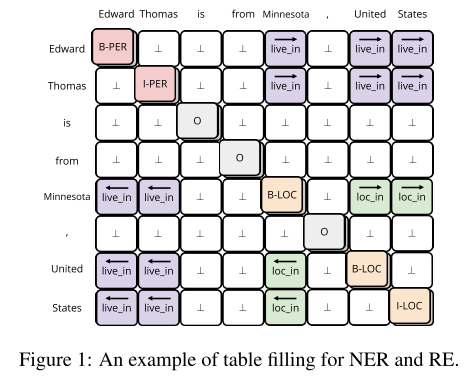 Edward Thomas is from Minnesota , United States
Edward B-PER ⊥ ⊥ ⊥ → live_in ⊥ → live_in → live_in
Thomas ⊥ I-PER ⊥ ⊥ → live_in ⊥ → live_in → live_in
is ⊥ ⊥ O ⊥ ⊥ ⊥ ⊥ ⊥
from ⊥ ⊥ ⊥ O ⊥ ⊥ ⊥ ⊥
Minnesota ← live_in ← live_in ⊥ ⊥ B-LOC ⊥ → loc_in → loc_in
, ⊥ ⊥ ⊥ ⊥ ⊥ O ⊥ ⊥
United ← live_in ← live_in ⊥ ⊥ ← loc_in ⊥ B-LOC ⊥
States ← live_in ← live_in ⊥ ⊥ ← loc_in ⊥ ⊥ I-LOC
Figure 1: An example of table filling for NER and RE.